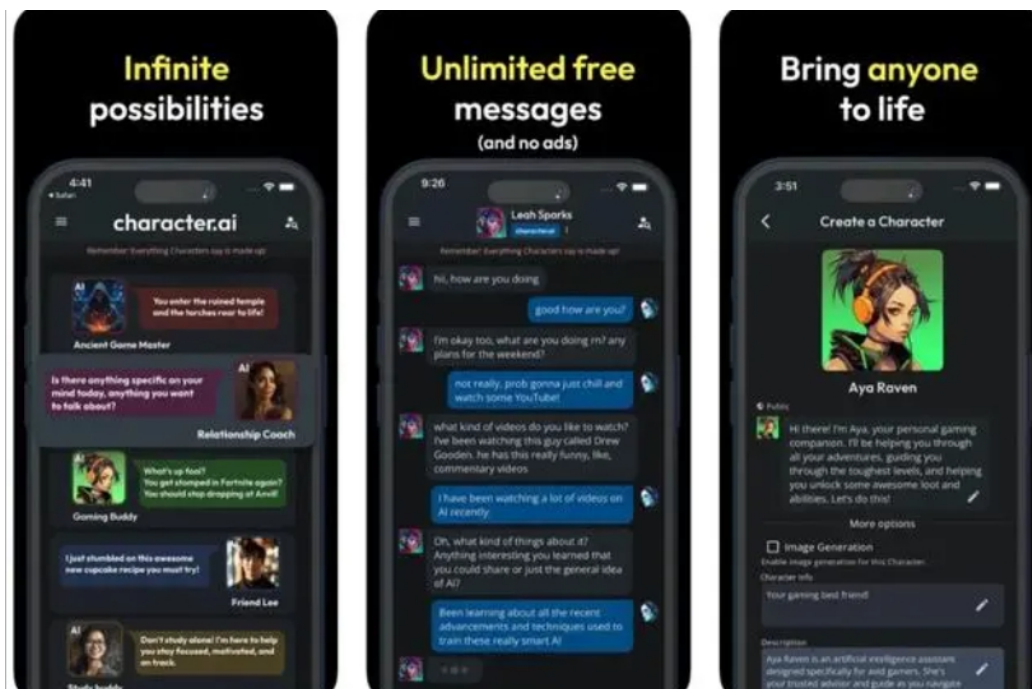 Infinite
possibilities
4:41
Safari
character.ai
Remember: Everything Characters say is made up!
AI
You enter the ruined temple
and the torches roar to life!
Ancient Game Master
Is there anything specific on your
mind today, anything you want
to talk about?
AI
Relationship Coach
AI
What's up fool?
You get stomped in Fortnite again?
You should stop dropping at Anvil!
Gaming Buddy
I just stumbled on this awesome
new cupcake recipe you must try!
Friend Lee
AI
Don't study alone! I'm here to help
you stay focused, motivated, and
on track.
Study buddy
Unlimited free
messages
(and no ads)
9:26
Leah Sparks
character.ai
Remember: Everything Characters say is made up!
hii, how are you doing
good how are you?
I'm okay too, what are you doing rn? any
plans for the weekend?
not really, prob gonna just chill and
watch some YouTube!
what kind of videos do you like to watch?
I've been watching this guy called Drew
Gooden. he has this really funny, like,
commentary videos
I have been watching a lot of videos on
AI recently
Oh, what kind of things about it?
Anything interesting you learned that
you could share or just the general idea
of AI?
Been learning about all the recent
advancements and techniques used to
train these really smart AI
Bring anyone
to life
3:51
Create a Character
Aya Raven
Public
Hi there! I'm Aya, your personal gaming
companion. I'll be helping you through
all your adventures, guiding you
through the toughest levels, and helping
you unlock some awesome loot and
abilities. Let's do this!
More options
Image Generation
Enable image generation for this Character.
Character Info
Your gaming best friend!
Description
Aya Raven is an artificial intelligence assistant
designed specifically for avid gamers. She's
your trusted advisor and guide as you navigate